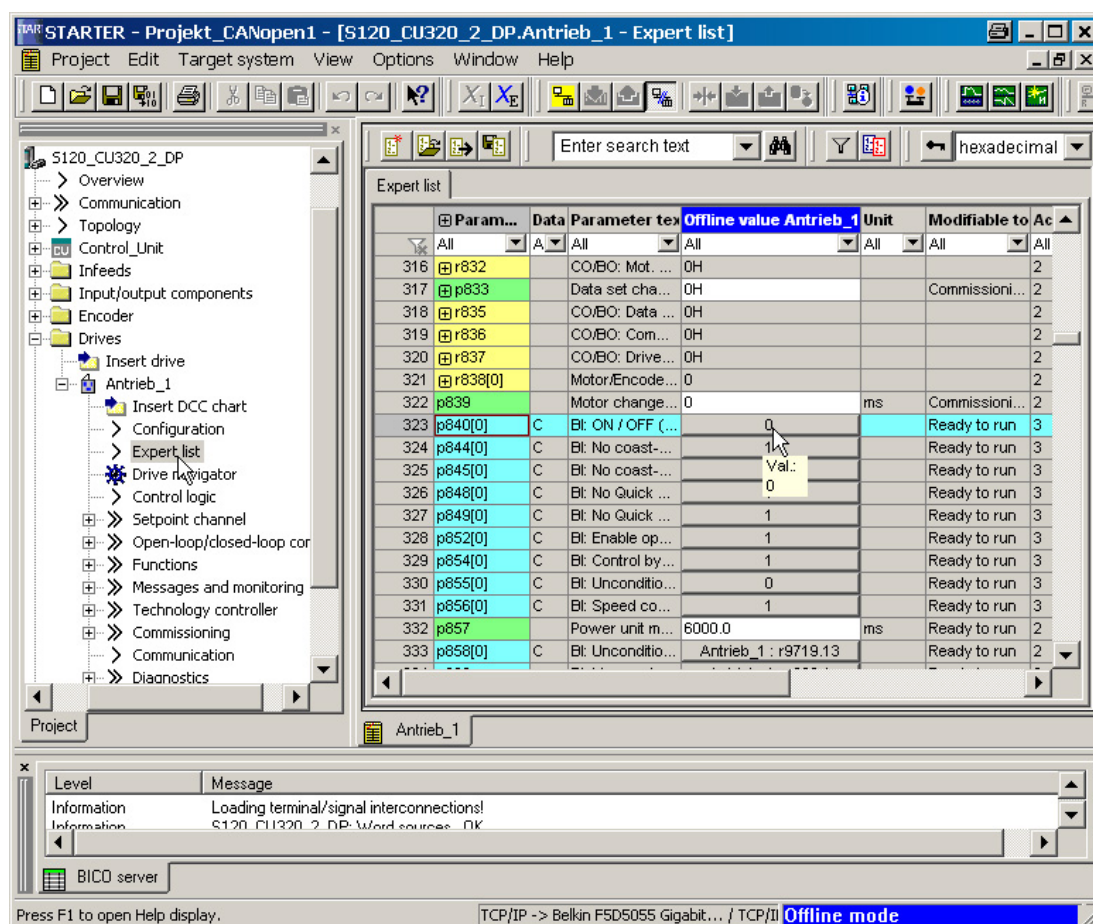 STARTER - Projekt_CANopen1 - [S120_CU320_2_DP.Antrieb_1 - Expert list]
Project Edit Target system View Options Window Help
Enter search text
hexadecimal
S120_CU320_2_DP
Overview
Communication
Topology
Control_Unit
Infeeds
Input/output components
Encoder
Drives
Insert drive
Antrieb_1
Insert DCC chart
Configuration
Expert list
Drive navigator
Control logic
Setpoint channel
Open-loop/closed-loop cor
Functions
Messages and monitoring
Technology controller
Commissioning
Communication
Diagnostics
Project
Expert list
Param... Data Parameter tex Offline value Antrieb_1 Unit Modifiable to Ac
All A All All All All All
316 r832 CO/BO: Mot. ... 0H 2
317 p833 Data set cha... 0H Commissioni... 2
318 r835 CO/BO: Data ... 0H 2
319 r836 CO/BO: Com... 0H 2
320 r837 CO/BO: Drive... 0H 2
321 r838[0] Motor/Encode... 0 2
322 p839 Motor change... 0 ms Commissioni... 2
323 p840[0] C BI: ON / OFF (... 0 Ready to run 3
324 p844[0] C BI: No coast-... 1 Ready to run 3
325 p845[0] C BI: No coast-... Ready to run 3
326 p848[0] C BI: No Quick ... Ready to run 3
327 p849[0] C BI: No Quick ... 1 Ready to run 3
328 p852[0] C BI: Enable op... 1 Ready to run 3
329 p854[0] C BI: Control by... 1 Ready to run 3
330 p855[0] C BI: Unconditio... 0 Ready to run 3
331 p856[0] C BI: Speed co... 1 Ready to run 3
332 p857 Power unit m... 6000.0 ms Ready to run 2
333 p858[0] C BI: Unconditio... Antrieb_1 : r9719.13 Ready to run 2
Val.:
0
Antrieb_1
Level Message
Information Loading terminal/signal interconnections!
Information S120_CU320_2_DP: Word sources OK
BICO server
Press F1 to open Help display.
TCP/IP -> Belkin F5D5055 Gigabit... / TCP/I
Offline mode